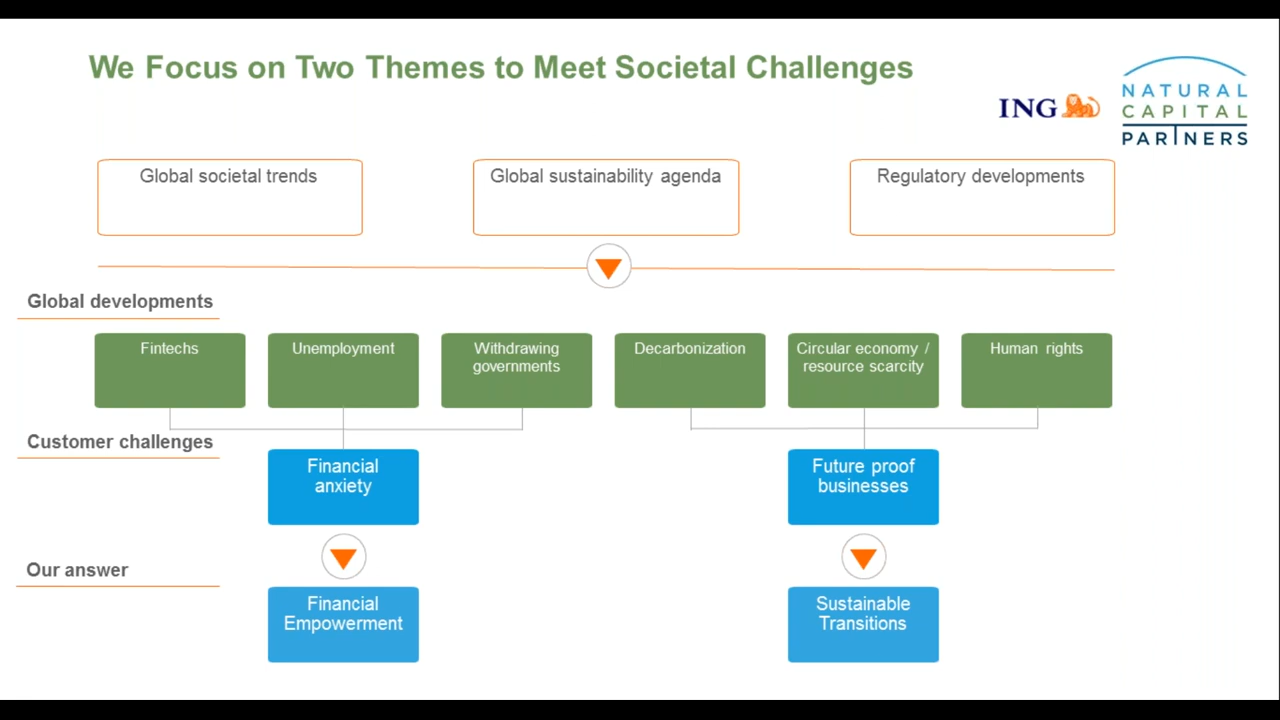 We Focus on Two Themes to Meet Societal Challenges
ING
NATURAL
CAPITAL
PARTNERS
Global societal trends
Global sustainability agenda
Regulatory developments
Global developments
Fintechs
Unemployment
Withdrawing
governments
Decarbonization
Circular economy /
resource scarcity
Human rights
Customer challenges
Financial
anxiety
Future proof
businesses
Our answer
Financial
Empowerment
Sustainable
Transitions